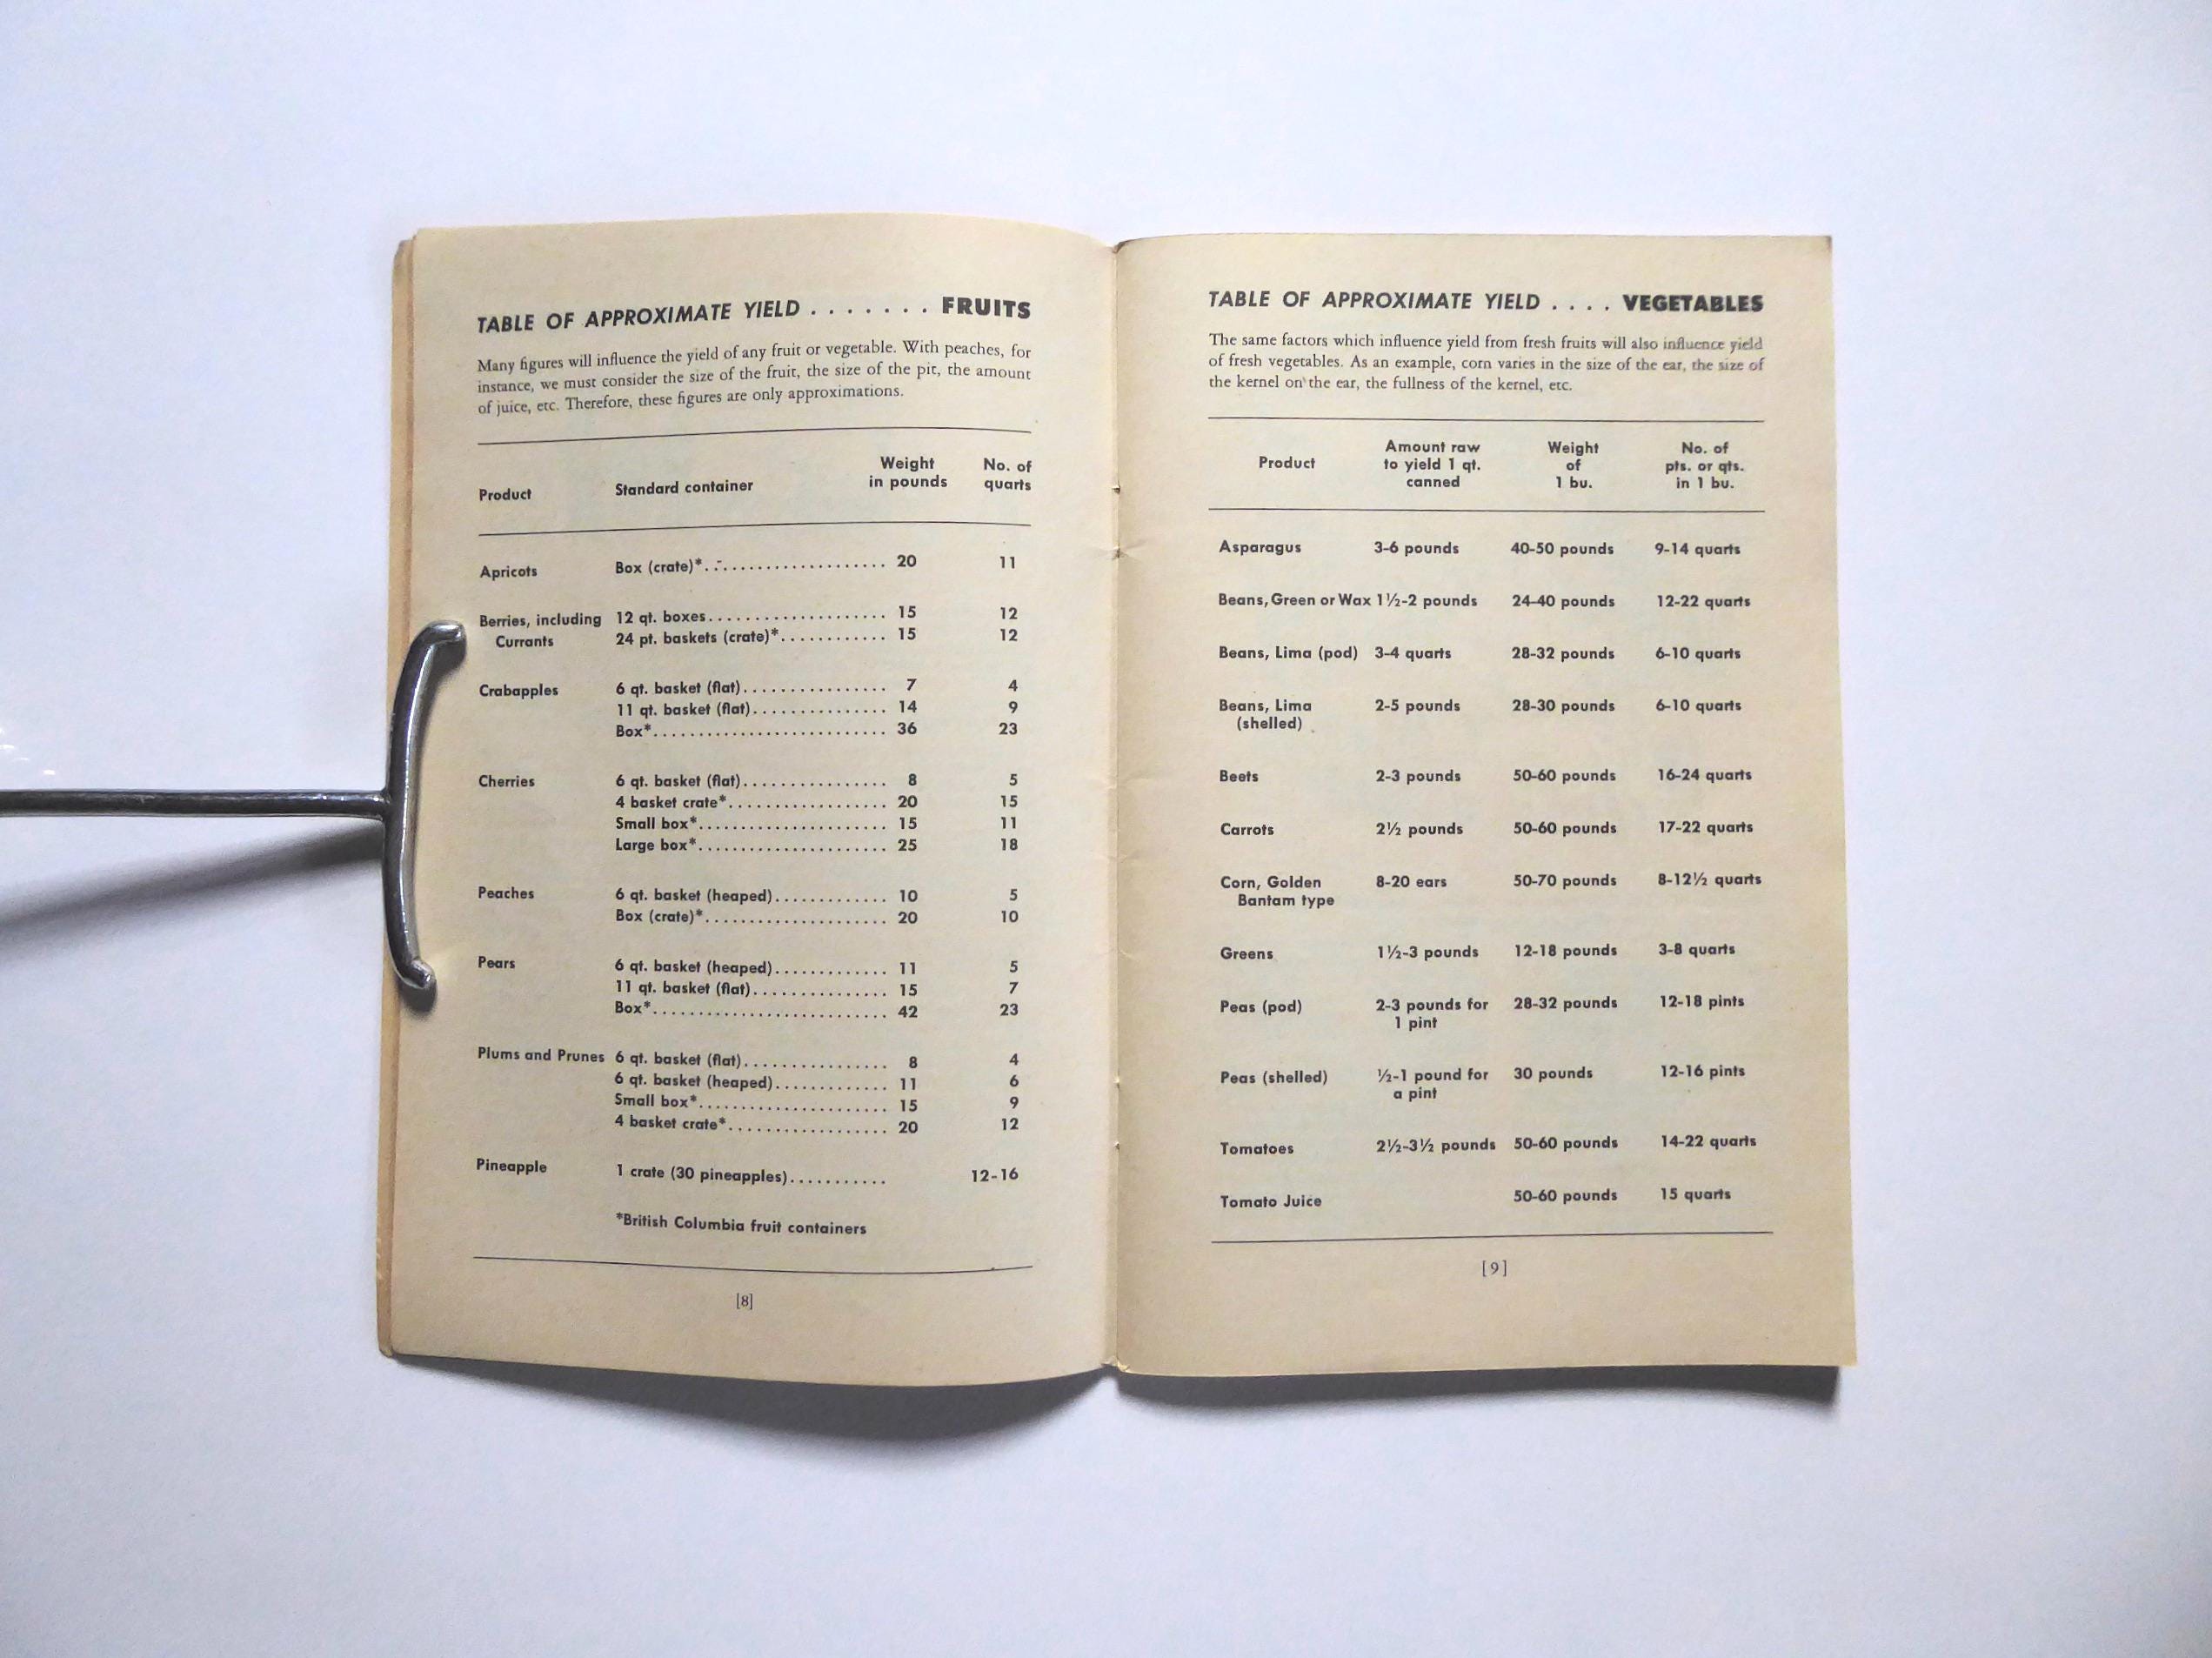 TABLE OF APPROXIMATE YIELD . . . . . . . FRUITS
Many figures will influence the yield of any fruit or vegetable. With peaches, for
instance, we must consider the size of the fruit, the size of the pit, the amount
of juice, etc. Therefore, these figures are only approximations.
Product Standard container Weight in pounds No. of quarts
Apricots Box (crate)* 20 11
Berries, including 12 qt. boxes 15 12
Currants 24 pt. baskets (crate)* 15 12
Crabapples 6 qt. basket (flat) 7 4
11 qt. basket (flat) 14 9
Box* 36 23
Cherries 6 qt. basket (flat) 8 5
4 basket crate* 20 15
Small box* 15 11
Large box* 25 18
Peaches 6 qt. basket (heaped) 10 5
Box (crate)* 20 10
Pears 6 qt. basket (heaped) 11 5
11 qt. basket (flat) 15 7
Box* 42 23
Plums and Prunes 6 qt. basket (flat) 8 4
6 qt. basket (heaped) 11 6
Small box* 15 9
4 basket crate* 20 12
Pineapple 1 crate (30 pineapples) 12-16
*British Columbia fruit containers
[8]
TABLE OF APPROXIMATE YIELD . . . . VEGETABLES
The same factors which influence yield from fresh fruits will also influence yield
of fresh vegetables. As an example, corn varies in the size of the ear, the size of
the kernel on the ear, the fullness of the kernel, etc.
Product Amount raw to yield 1 qt. canned Weight of 1 bu. No. of pts. or qts. in 1 bu.
Asparagus 3-6 pounds 40-50 pounds 9-14 quarts
Beans, Green or Wax 1½-2 pounds 24-40 pounds 12-22 quarts
Beans, Lima (pod) 3-4 quarts 28-32 pounds 6-10 quarts
Beans, Lima 2-5 pounds 28-30 pounds 6-10 quarts
(shelled)
Beets 2-3 pounds 50-60 pounds 16-24 quarts
Carrots 2½ pounds 50-60 pounds 17-22 quarts
Corn, Golden 8-20 ears 50-70 pounds 8-12½ quarts
Bantam type
Greens 1½-3 pounds 12-18 pounds 3-8 quarts
Peas (pod) 2-3 pounds for 28-32 pounds 12-18 pints
1 pint
Peas (shelled) ½-1 pound for 30 pounds 12-16 pints
a pint
Tomatoes 2½-3½ pounds 50-60 pounds 14-22 quarts
Tomato Juice 50-60 pounds 15 quarts
[9]